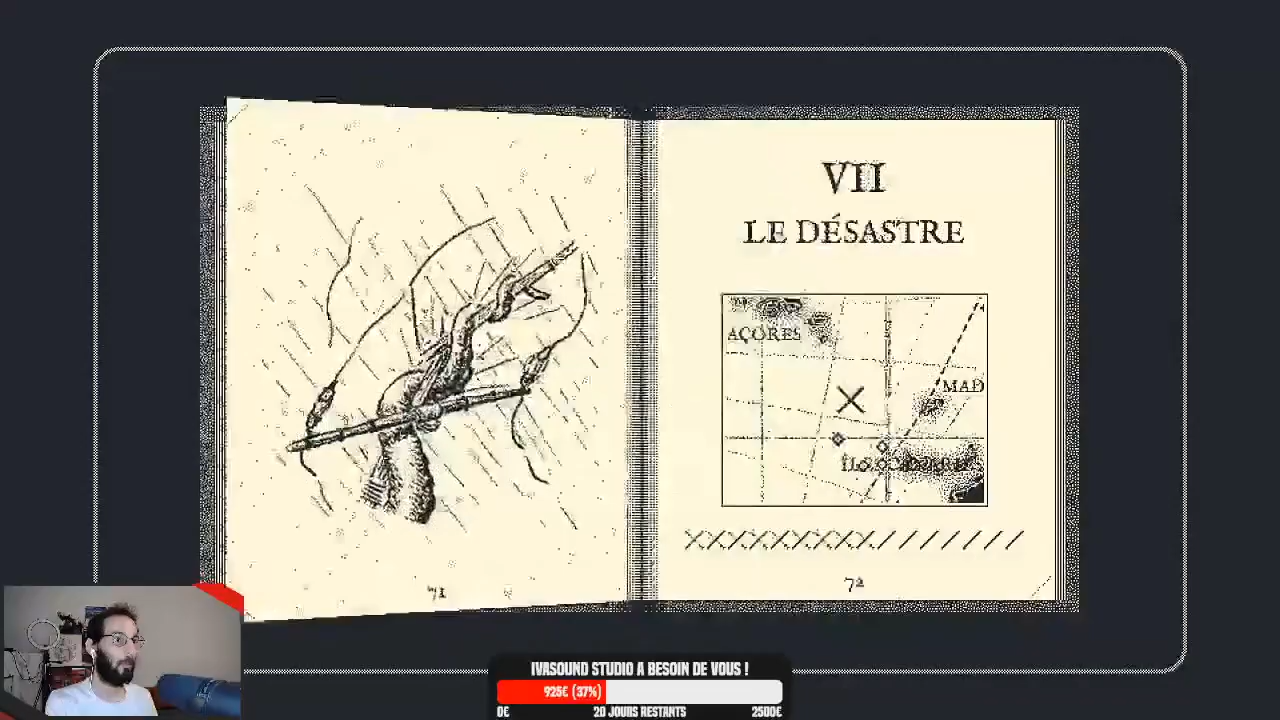 VII
LE DÉSASTRE
AÇORES
MAD
71
72
IVASOUND STUDIO A BESOIN DE VOUS !
925€ (37%)
0€ 20 JOURS RESTANTS 2500€